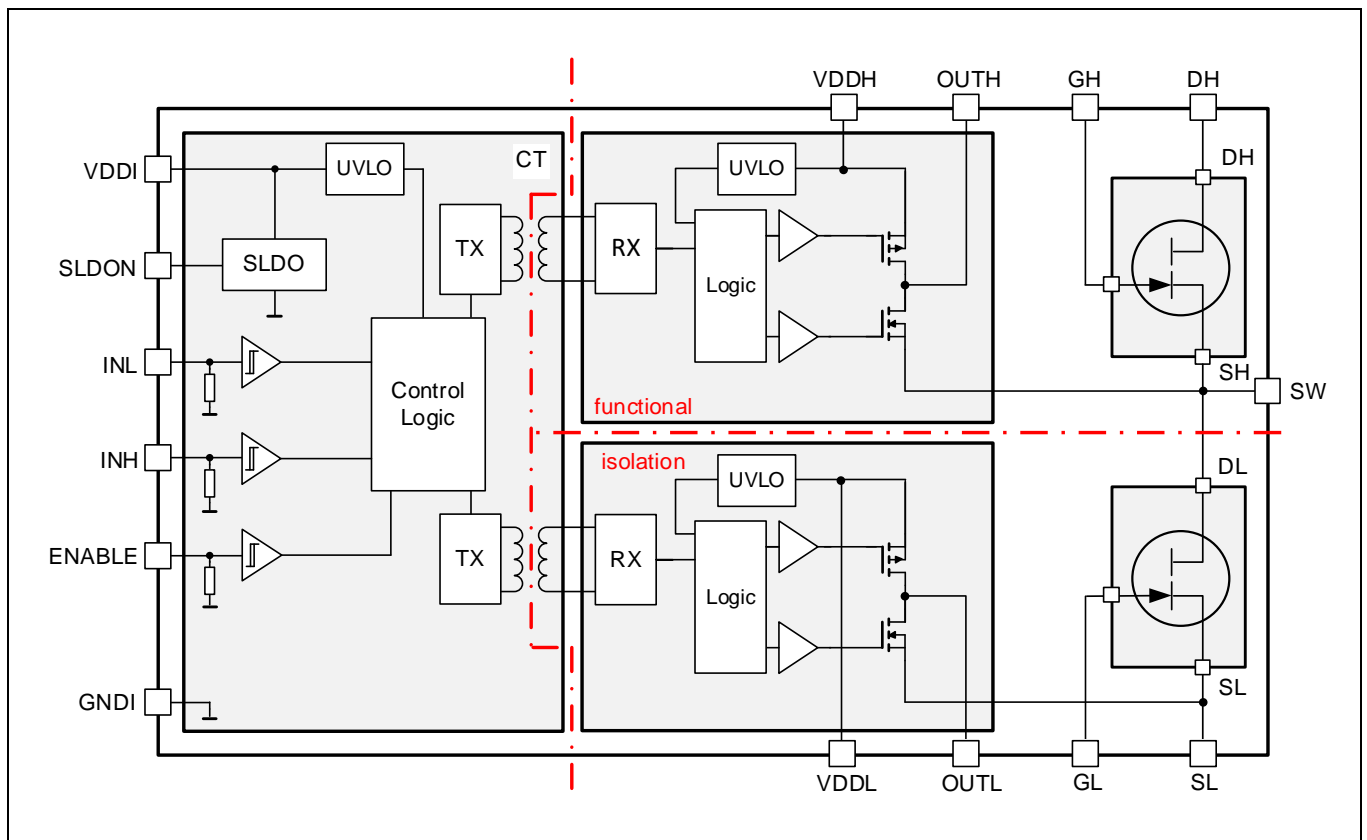 VDDH OUTH GH DH
VDDI
UVLO
CT
UVLO
DH
TX
RX
SLDON
SLDO
Logic
INL
Control
Logic
SH
SW
functional
INH
isolation
DL
UVLO
ENABLE
TX
RX
Logic
GNDI
SL
VDDL OUTL GL SL